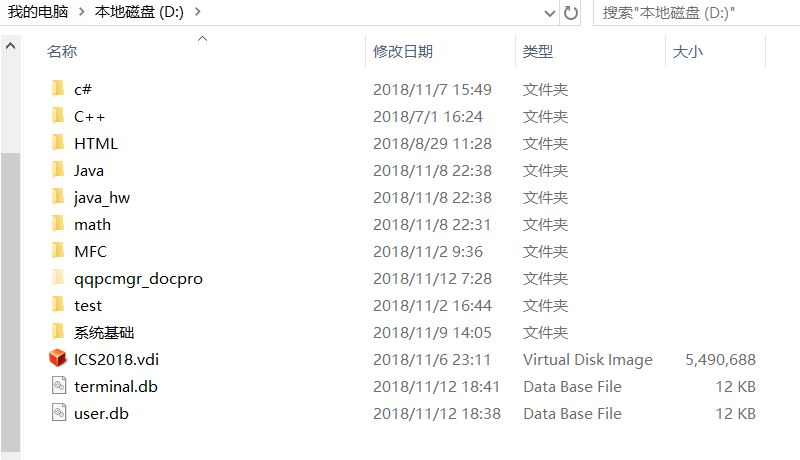 我的电脑 > 本地磁盘 (D:) > 搜索"本地磁盘 (D:)"
名称 修改日期 类型 大小
c# 2018/11/7 15:49 文件夹
C++ 2018/7/1 16:24 文件夹
HTML 2018/8/29 11:28 文件夹
Java 2018/11/8 22:38 文件夹
java_hw 2018/11/8 22:38 文件夹
math 2018/11/8 22:31 文件夹
MFC 2018/11/2 9:36 文件夹
qqpcmgr_docpro 2018/11/12 7:28 文件夹
test 2018/11/2 16:44 文件夹
系统基础 2018/11/9 14:05 文件夹
ICS2018.vdi 2018/11/6 23:11 Virtual Disk Image 5,490,688
terminal.db 2018/11/12 18:41 Data Base File 12 KB
user.db 2018/11/12 18:38 Data Base File 12 KB